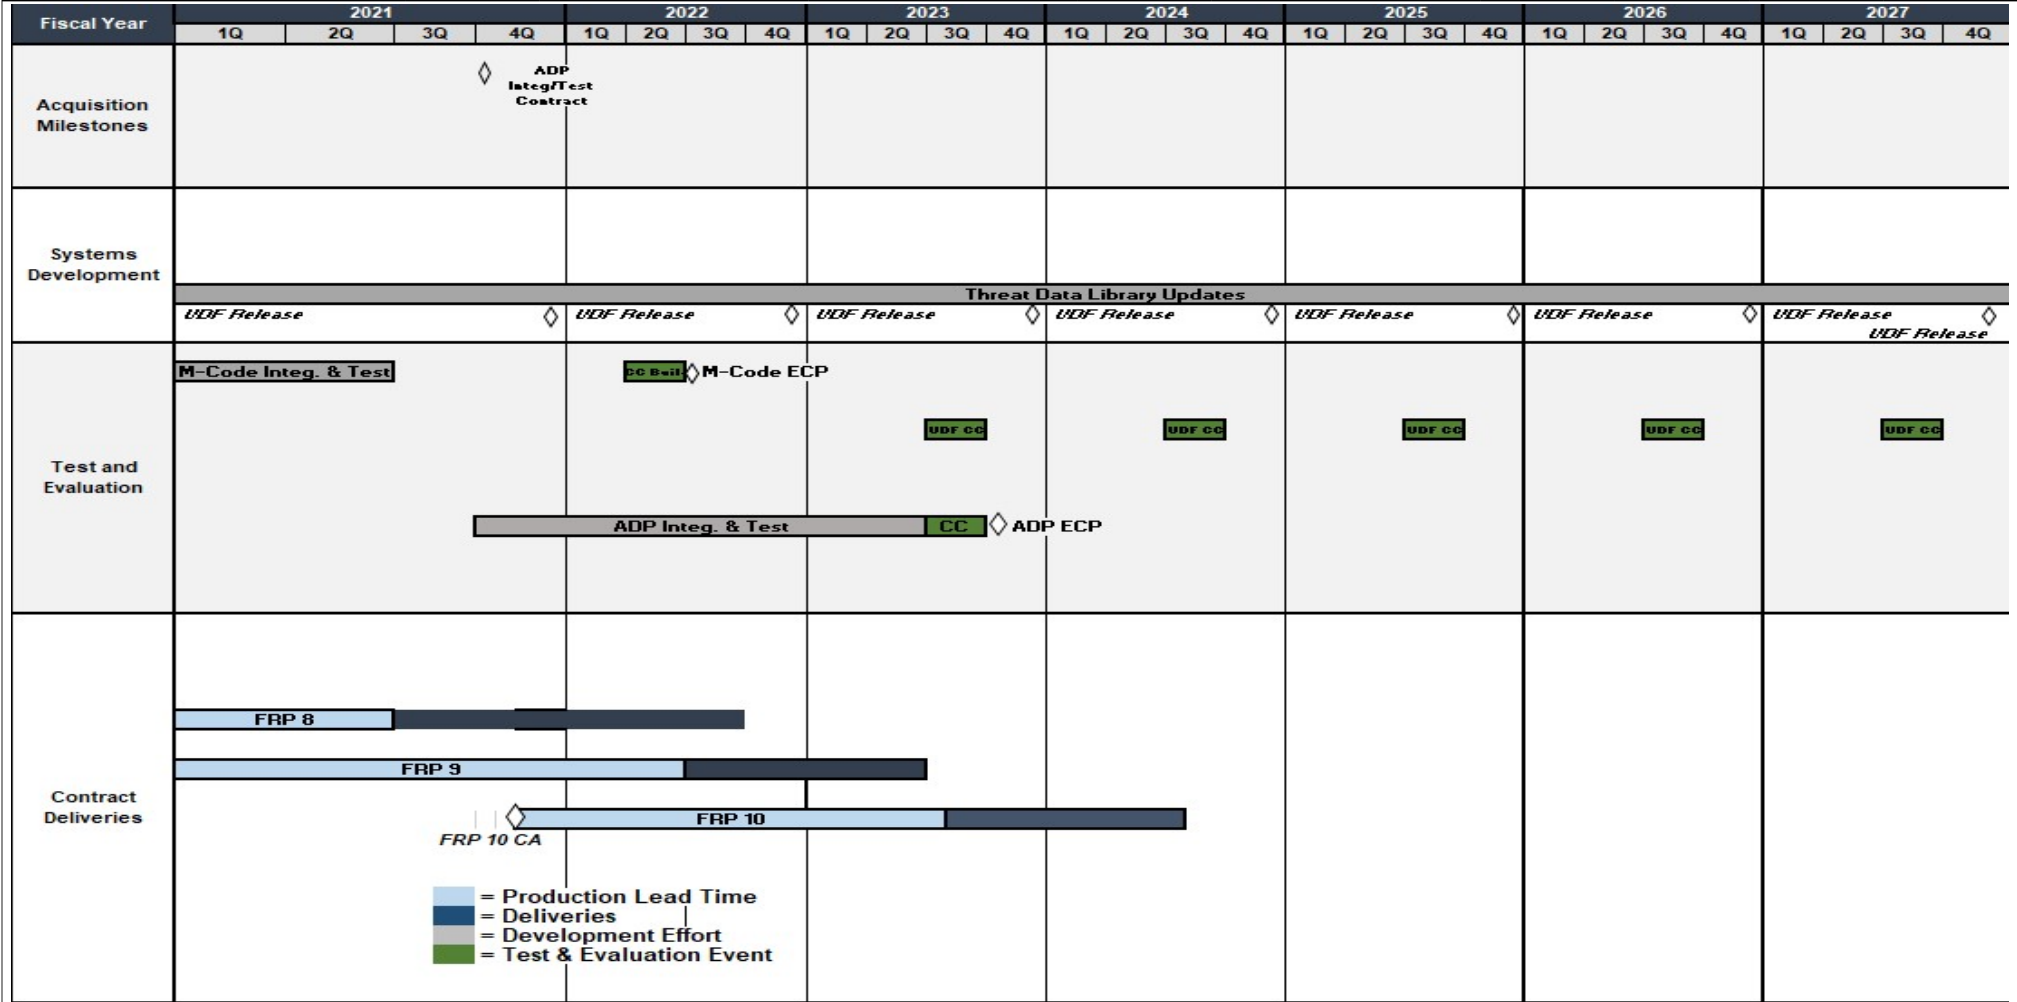 Fiscal Year 2021 2022 2023 2024 2025 2026 2027
1Q 2Q 3Q 4Q 1Q 2Q 3Q 4Q 1Q 2Q 3Q 4Q 1Q 2Q 3Q 4Q 1Q 2Q 3Q 4Q 1Q 2Q 3Q 4Q 1Q 2Q 3Q 4Q
Acquisition
Milestones
ADP
Integ/Test
Contract
Systems
Development
Threat Data Library Updates
UDF Release UDF Release UDF Release UDF Release UDF Release UDF Release UDF Release
UDF Release
Test and
Evaluation
M-Code Integ. & Test CC M-Code ECP
UDF CC UDF CC UDF CC UDF CC UDF CC
ADP Integ. & Test CC ADP ECP
Contract
Deliveries
FRP 8
FRP 9
FRP 10
FRP 10 CA
= Production Lead Time
= Deliveries
= Development Effort
= Test & Evaluation Event